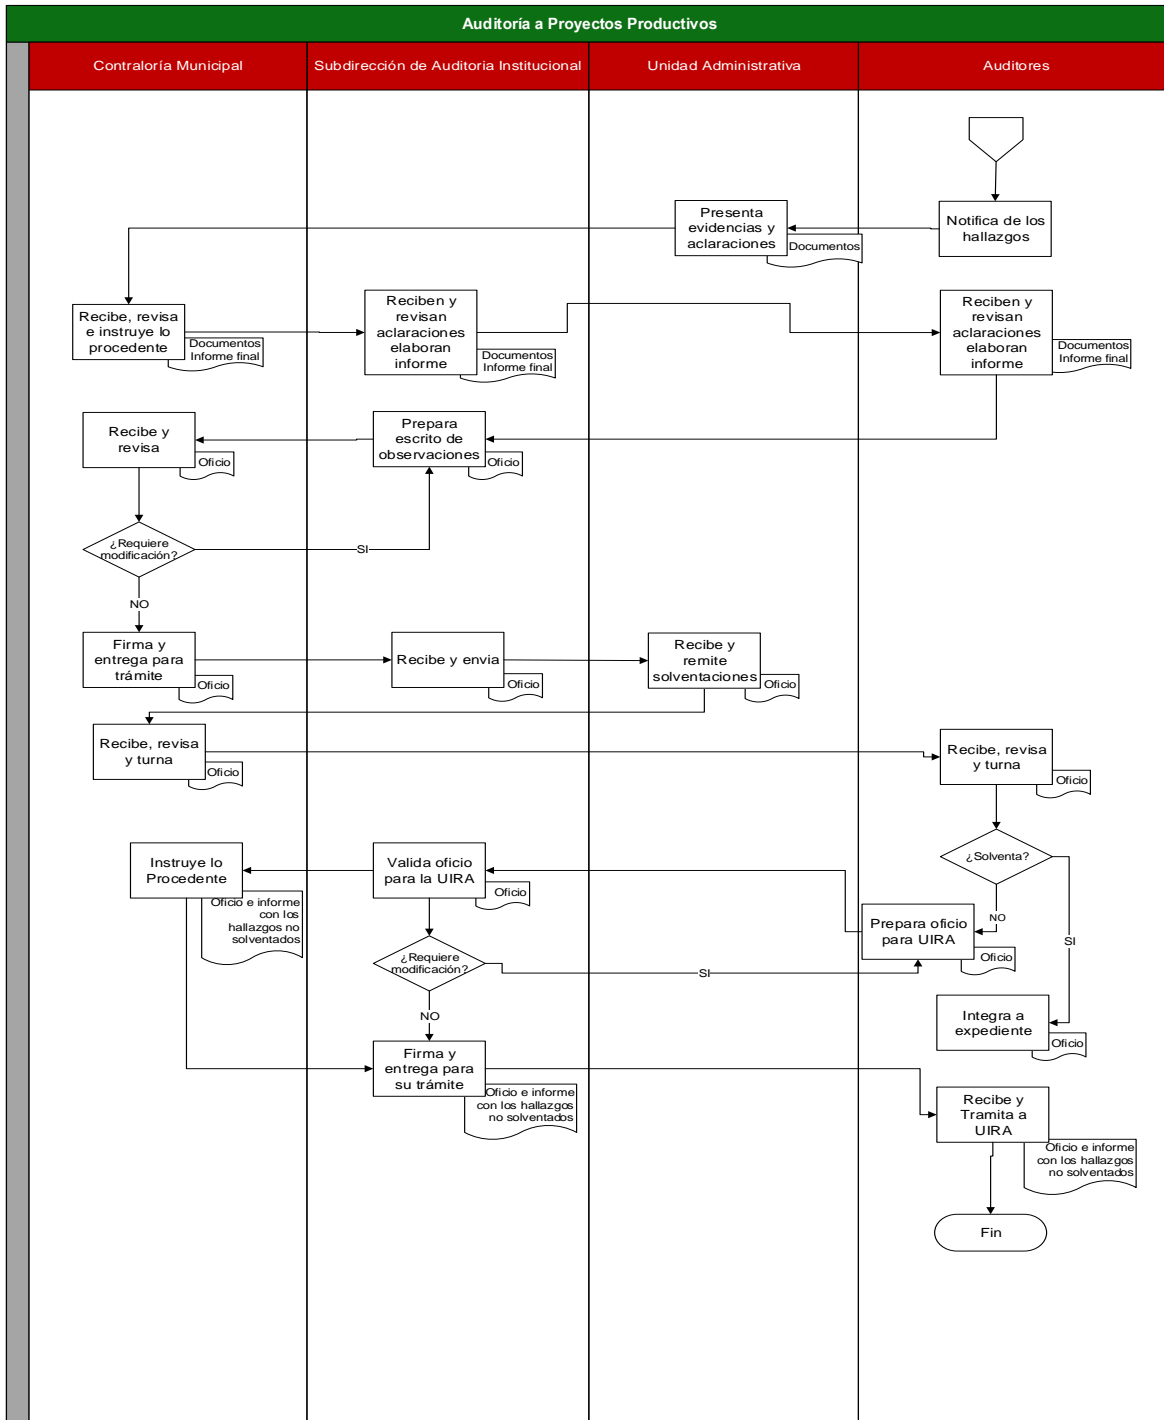 Auditoría a Proyectos Productivos
Contraloría Municipal
Subdirección de Auditoria Institucional
Unidad Administrativa
Auditores
Notifica de los
hallazgos
Presenta
evidencias y
aclaraciones
Documentos
Recibe, revisa
e instruye lo
procedente
Documentos
Informe final
Reciben y
revisan
aclaraciones
elaboran
informe
Documentos
Informe final
Reciben y
revisan
aclaraciones
elaboran
informe
Documentos
Informe final
Recibe y
revisa
Oficio
Prepara
escrito de
observaciones
Oficio
¿Requiere
modificación?
SI
NO
Firma y
entrega para
trámite
Oficio
Recibe y envia
Oficio
Recibe y
remite
solventaciones
Oficio
Recibe, revisa
y turna
Oficio
Recibe, revisa
y turna
Oficio
¿Solventa?
NO
SI
Instruye lo
Procedente
Oficio e informe
con los
hallazgos no
solventados
Valida oficio
para la UIRA
Oficio
Prepara oficio
para UIRA
Oficio
¿Requiere
modificación?
SI
NO
Integra a
expediente
Oficio
Firma y
entrega para
su trámite
Oficio e informe
con los hallazgos
no solventados
Recibe y
Tramita a
UIRA
Oficio e informe
con los hallazgos
no solventados
Fin